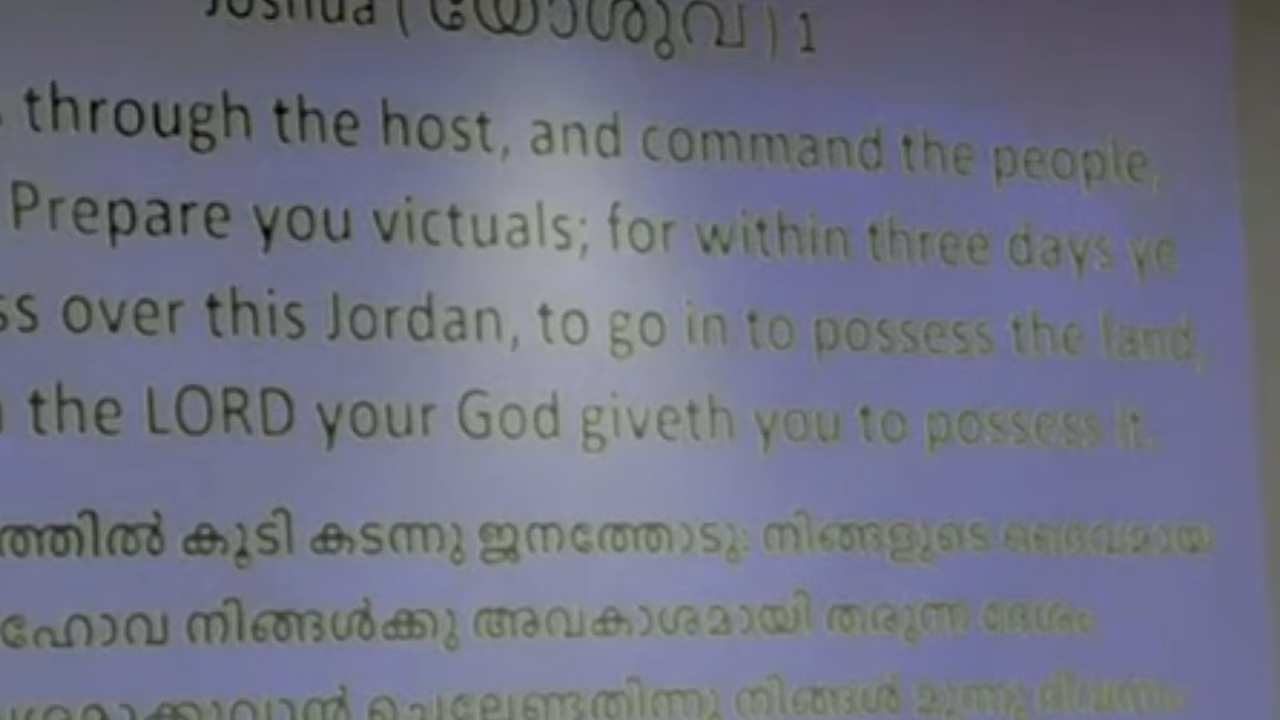 Joshua ( യോശുവ ) 1
through the host, and command the people,
Prepare you victuals; for within three days ye
ss over this Jordan, to go in to possess the land,
the LORD your God giveth you to possess it.
ത്തിൽ കൂടി കടന്നു ജനത്തോടു: നിങ്ങളുടെ ദൈവമായ
ഹോവ നിങ്ങൾക്കു അവകാശമായി തരുന്ന ദേശം
നിങ്ങൾ മൂന്നു ദിവസം